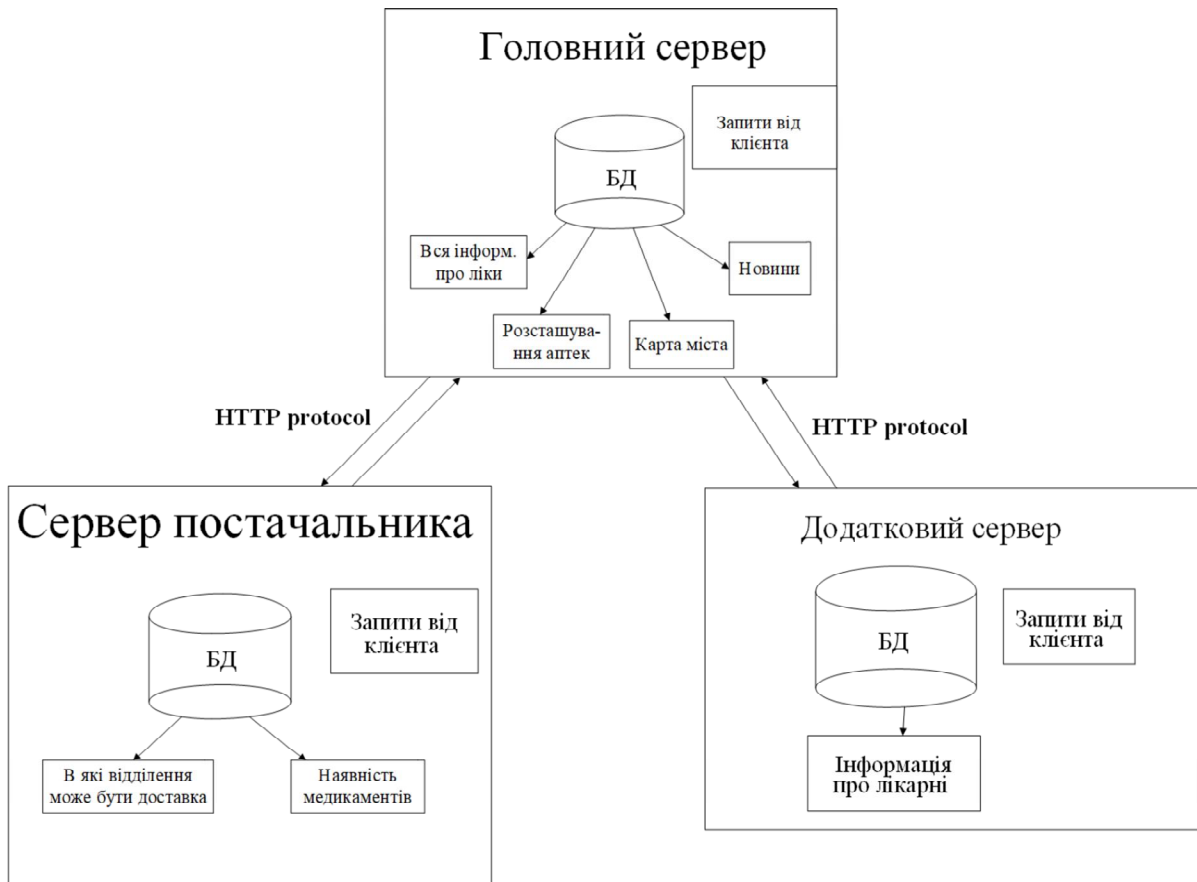 Головний сервер
Запити від
клієнта
БД
Вся інформ.
про ліки
Новини
Розсташува-
ння аптек
Карта міста
HTTP protocol
HTTP protocol
Сервер постачальника
Запити від
клієнта
БД
В які відділення
може бути доставка
Наявність
медикаментів
Додатковий сервер
Запити від
клієнта
БД
Інформація
про лікарні